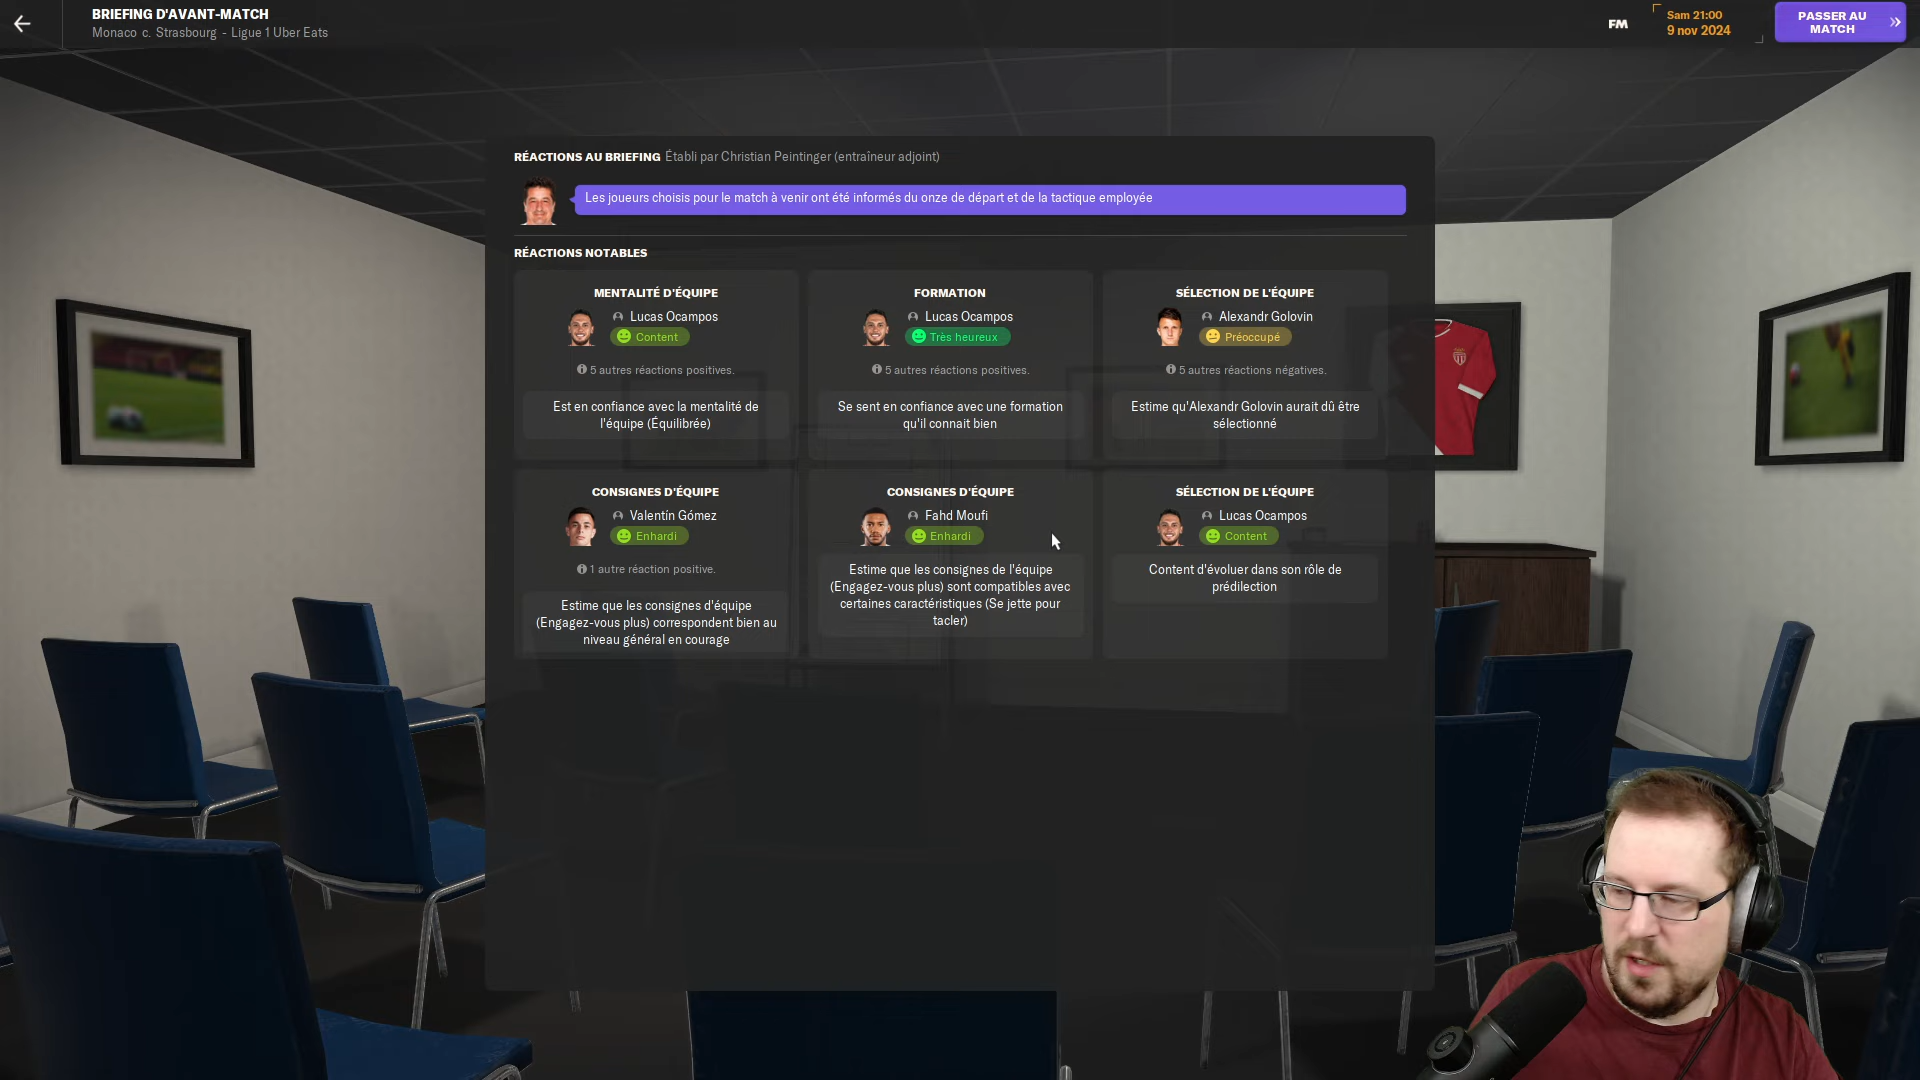 BRIEFING D'AVANT-MATCH
Monaco c. Strasbourg - Ligue 1 Uber Eats
FM
Sam 21:00
9 nov 2024
PASSER AU
MATCH
RÉACTIONS AU BRIEFING Établi par Christian Peintinger (entraîneur adjoint)
Les joueurs choisis pour le match à venir ont été informés du onze de départ et de la tactique employée
RÉACTIONS NOTABLES
MENTALITÉ D'ÉQUIPE
Lucas Ocampos
Content
5 autres réactions positives.
Est en confiance avec la mentalité de
l'équipe (Équilibrée)
FORMATION
Lucas Ocampos
Très heureux
5 autres réactions positives.
Se sent en confiance avec une formation
qu'il connait bien
SÉLECTION DE L'ÉQUIPE
Alexandr Golovin
Préoccupé
5 autres réactions négatives.
Estime qu'Alexandr Golovin aurait dû être
sélectionné
CONSIGNES D'ÉQUIPE
Valentín Gómez
Enhardi
1 autre réaction positive.
Estime que les consignes d'équipe
(Engagez-vous plus) correspondent bien au
niveau général en courage
CONSIGNES D'ÉQUIPE
Fahd Moufi
Enhardi
Estime que les consignes de l'équipe
(Engagez-vous plus) sont compatibles avec
certaines caractéristiques (Se jette pour
tacler)
SÉLECTION DE L'ÉQUIPE
Lucas Ocampos
Content
Content d'évoluer dans son rôle de
prédilection